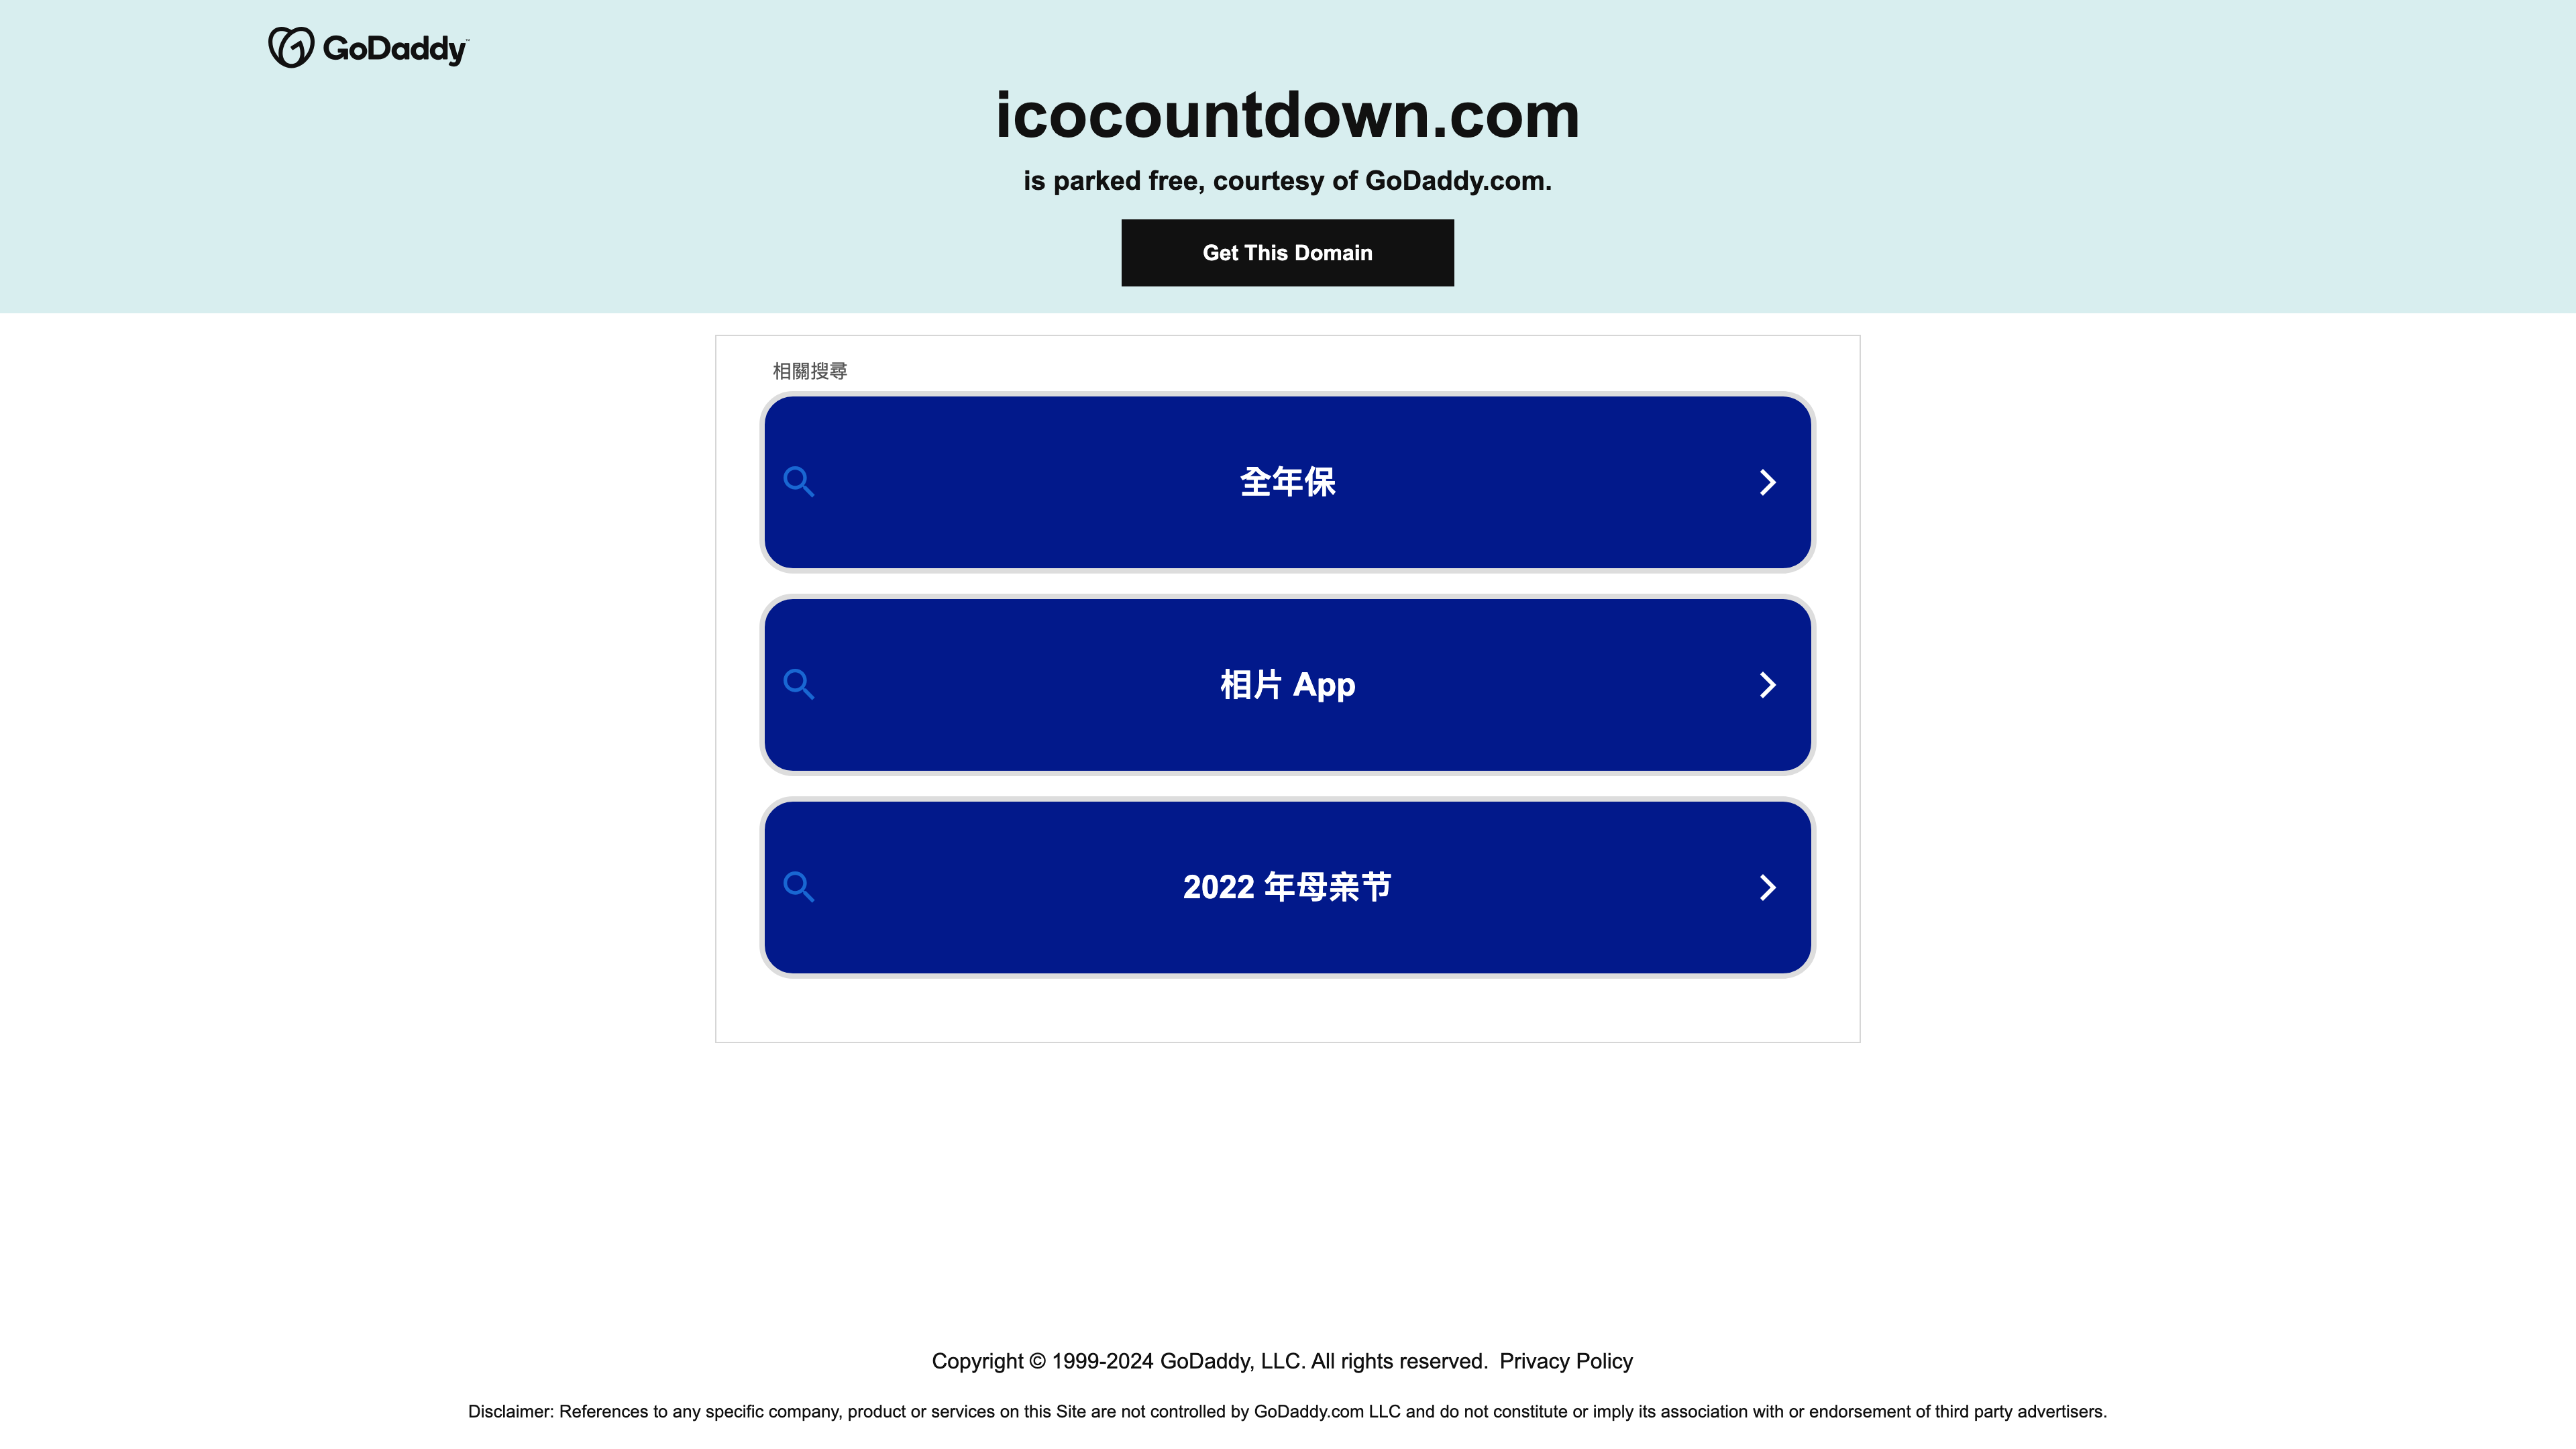 GoDaddy™
icocountdown.com
is parked free, courtesy of GoDaddy.com.
Get This Domain
相關搜尋
全年保
相片 App
2022 年母亲节
Copyright © 1999-2024 GoDaddy, LLC. All rights reserved. Privacy Policy
Disclaimer: References to any specific company, product or services on this Site are not controlled by GoDaddy.com LLC and do not constitute or imply its association with or endorsement of third party advertisers.